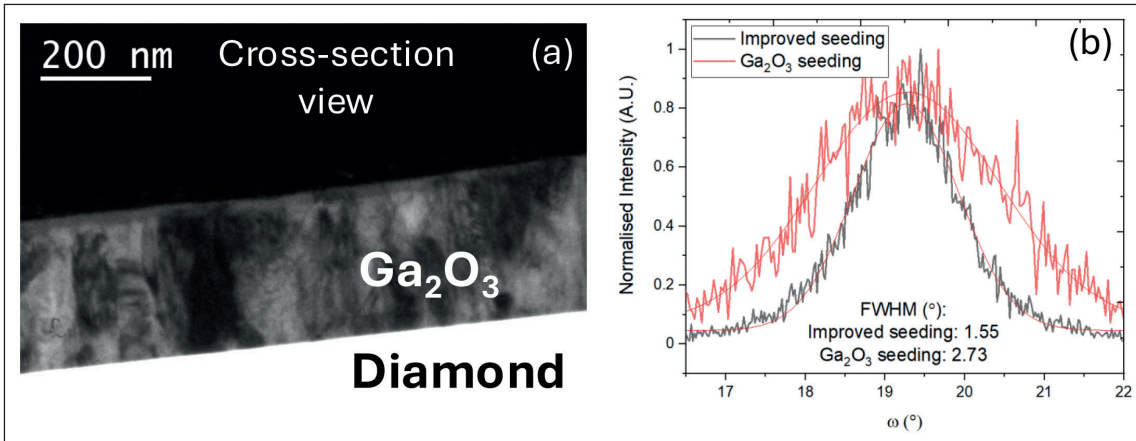 200 nm
Cross-section
view
(a)
Ga₂O₃
Diamond
(b)
Improved seeding
Ga₂O₃ seeding
Normalised Intensity (A.U.)
1
0.8
0.6
0.4
0.2
0
FWHM (°):
Improved seeding: 1.55
Ga₂O₃ seeding: 2.73
17 18 19 20 21 22
ω (°)